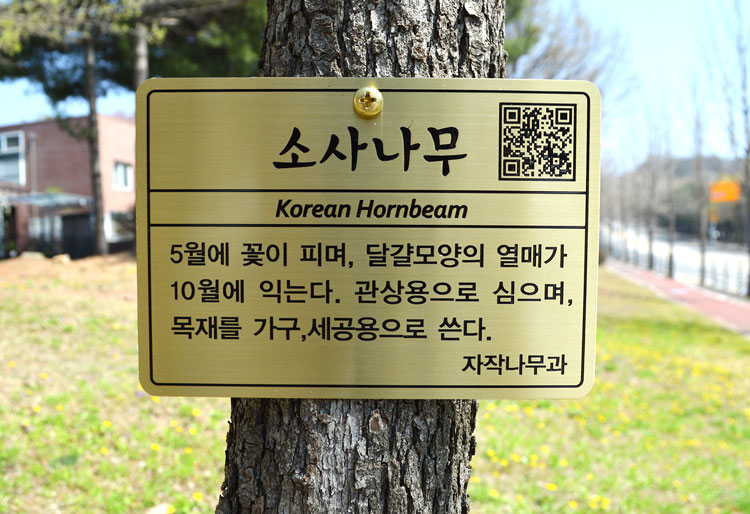 소사나무
Korean Hornbeam
5월에 꽃이 피며, 달걀모양의 열매가
10월에 익는다. 관상용으로 심으며,
목재를 가구,세공용으로 쓴다.
자작나무과